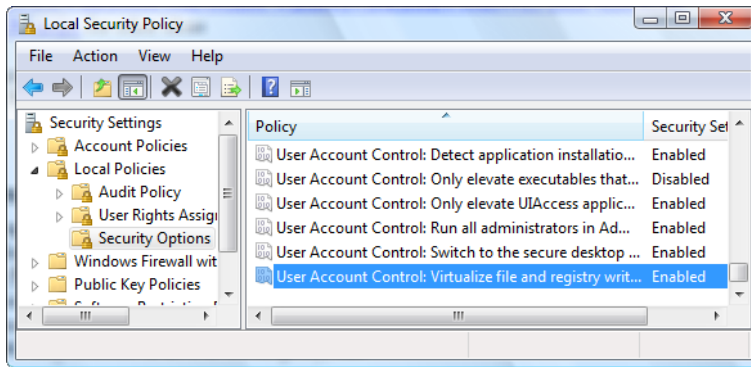 Local Security Policy
File Action View Help
Security Settings
Account Policies
Local Policies
Audit Policy
User Rights Assign
Security Options
Windows Firewall wit
Public Key Policies
Policy Security Set
User Account Control: Detect application installatio... Enabled
User Account Control: Only elevate executables that... Disabled
User Account Control: Only elevate UIAccess applic... Enabled
User Account Control: Run all administrators in Ad... Enabled
User Account Control: Switch to the secure desktop ... Enabled
User Account Control: Virtualize file and registry writ... Enabled